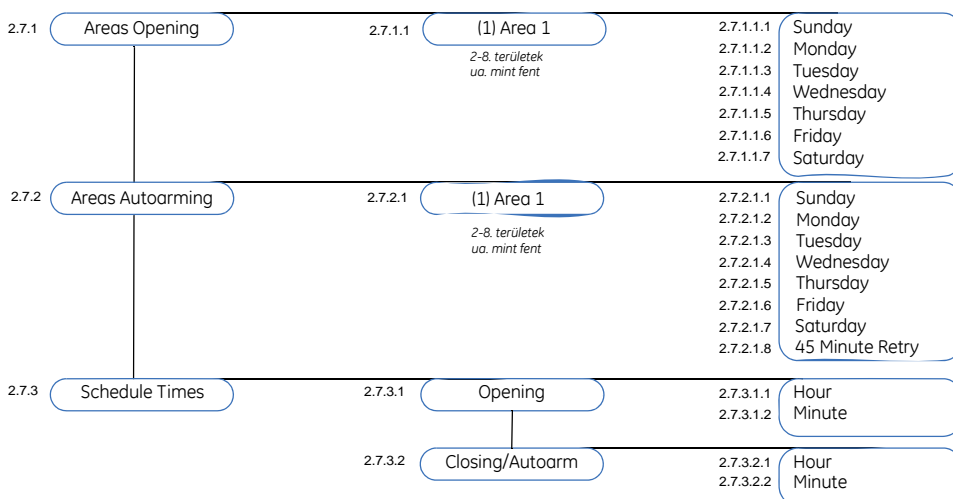 2.7.1 Areas Opening 2.7.1.1 (1) Area 1 2.7.1.1.1 Sunday
2-8. területek 2.7.1.1.2 Monday
ua. mint fent 2.7.1.1.3 Tuesday
2.7.1.1.4 Wednesday
2.7.1.1.5 Thursday
2.7.1.1.6 Friday
2.7.1.1.7 Saturday
2.7.2 Areas Autoarming 2.7.2.1 (1) Area 1 2.7.2.1.1 Sunday
2.7.2.1.2 Monday
2-8. területek 2.7.2.1.3 Tuesday
ua. mint fent 2.7.2.1.4 Wednesday
2.7.2.1.5 Thursday
2.7.2.1.6 Friday
2.7.2.1.7 Saturday
2.7.2.1.8 45 Minute Retry
2.7.3 Schedule Times 2.7.3.1 Opening 2.7.3.1.1 Hour
2.7.3.1.2 Minute
2.7.3.2 Closing/Autoarm 2.7.3.2.1 Hour
2.7.3.2.2 Minute